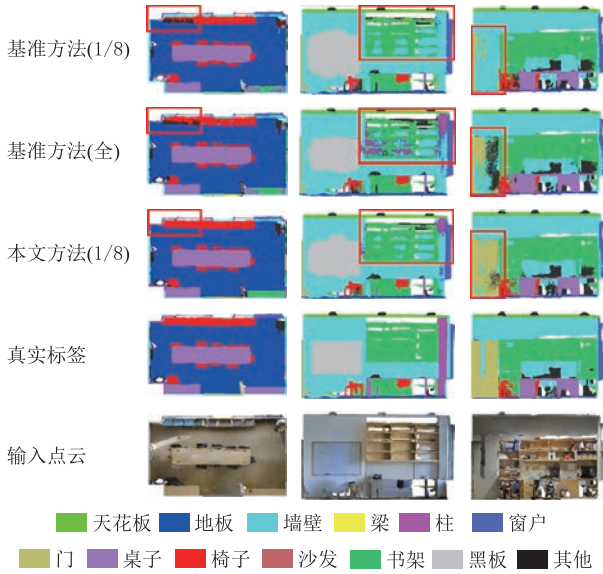 基准方法(1/8)
基准方法(全)
本文方法(1/8)
真实标签
输入点云
天花板 地板 墙壁 梁 柱 窗户
门 桌子 椅子 沙发 书架 黑板 其他